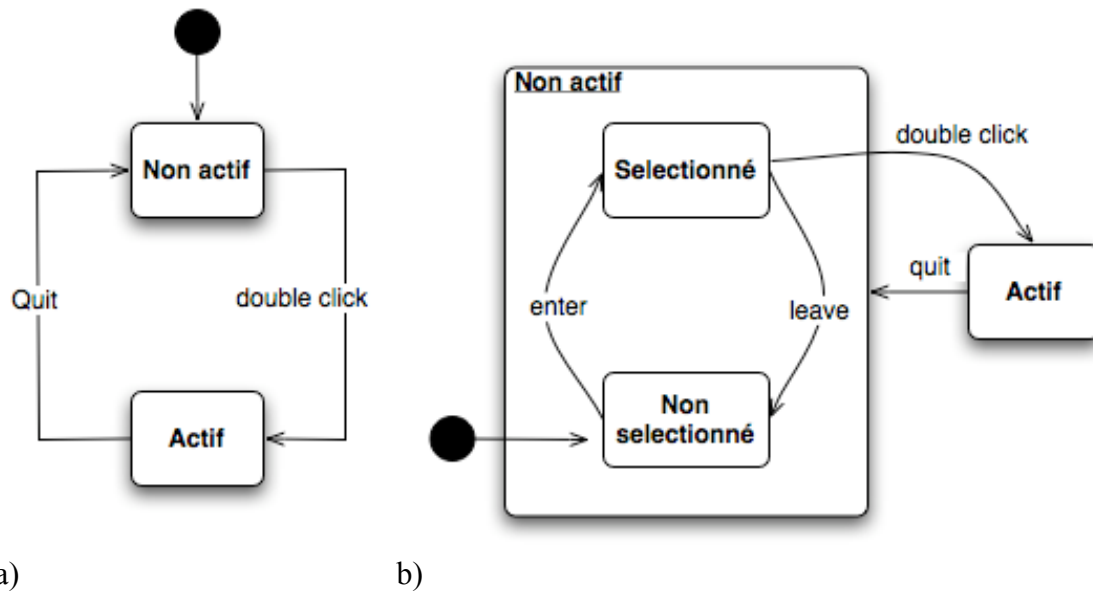 Non actif
Quit
double click
Actif
a)
Non actif
Selectionné
double click
enter
leave
quit
Actif
Non
selectionné
b)